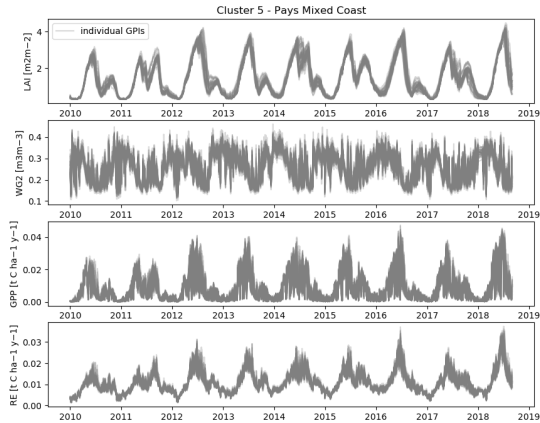 Cluster 5 - Pays Mixed Coast
individual GPIs
LAI [m2m−2]
4
2
2010 2011 2012 2013 2014 2015 2016 2017 2018 2019
WG2 [m3m−3]
0.4
0.3
0.2
0.1
2010 2011 2012 2013 2014 2015 2016 2017 2018 2019
GPP [t C ha−1 y−1]
0.04
0.02
0.00
2010 2011 2012 2013 2014 2015 2016 2017 2018 2019
RE [t C ha−1 y−1]
0.03
0.02
0.01
0.00
2010 2011 2012 2013 2014 2015 2016 2017 2018 2019